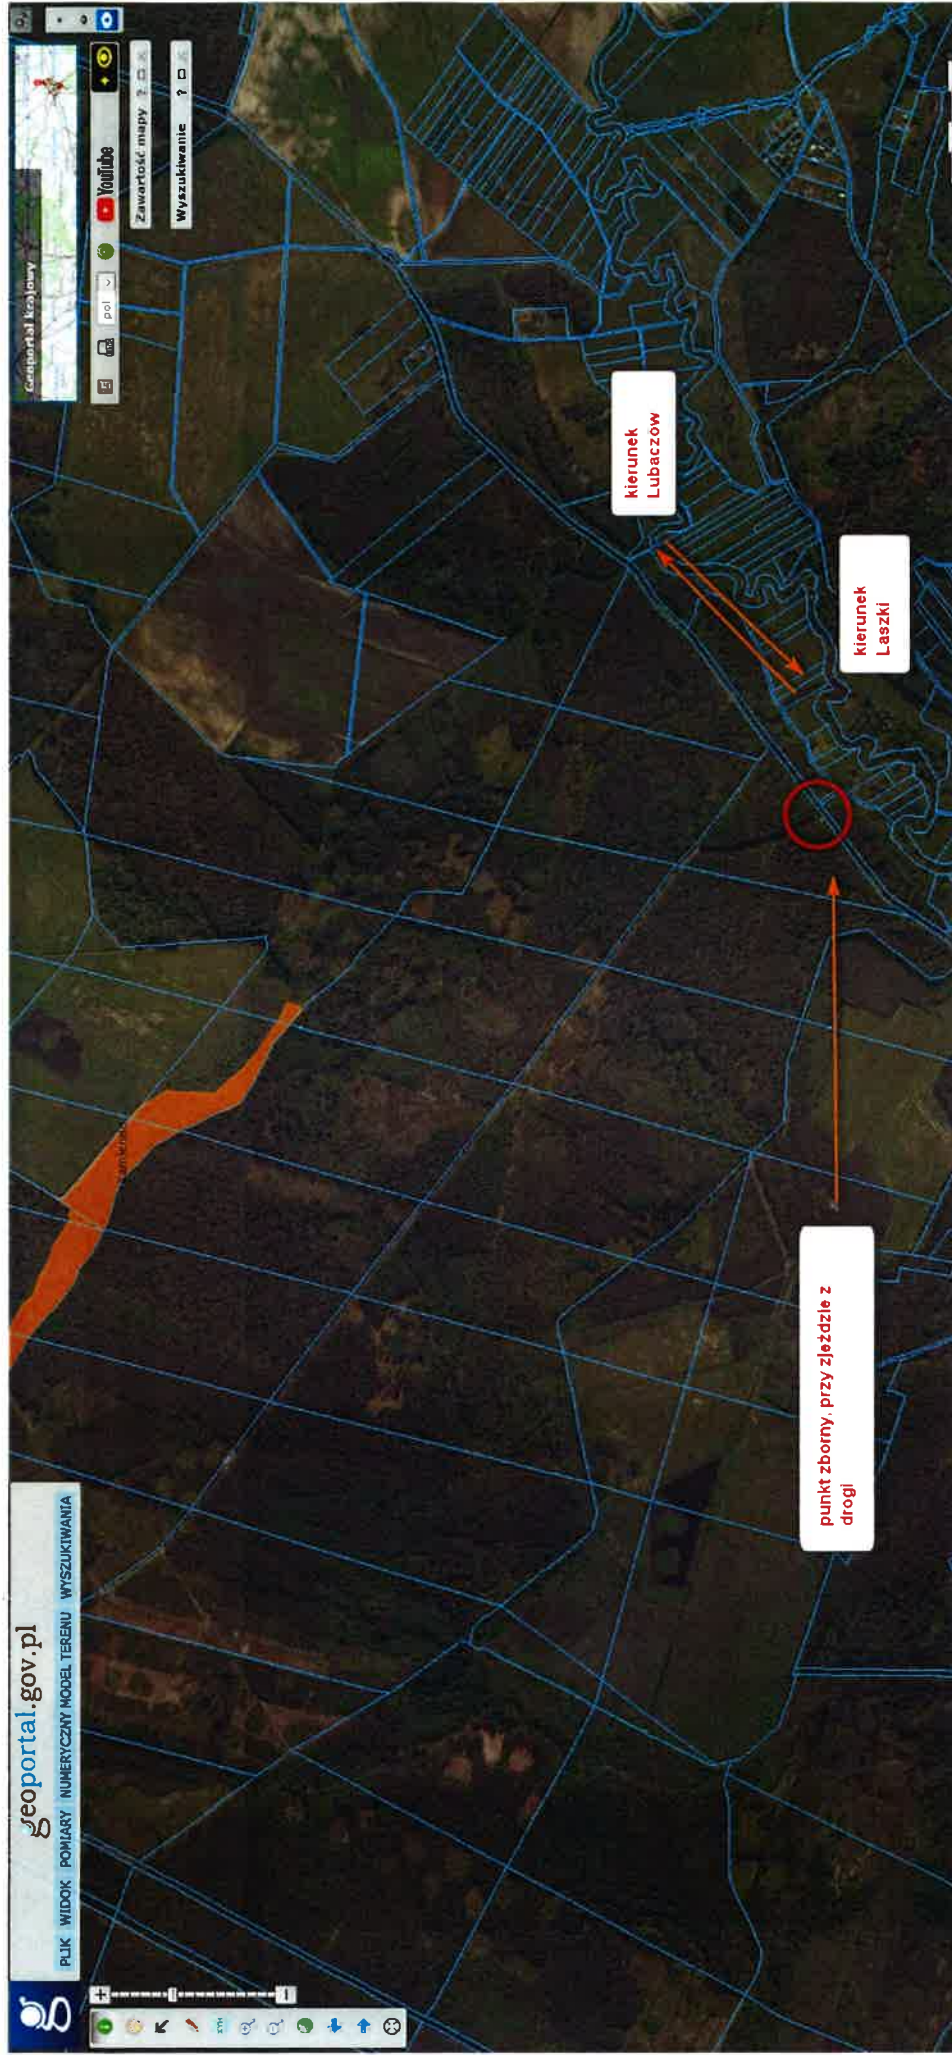 geoportal.gov.pl
PLIK WIDOK POMIARY NUMERYCZNY MODEL TERENU WYSZUKIWANIA
Geoportal krajowy
pol
YouTube
Zawartość mapy ?
Wyszukiwanie ?
kierunek
Lubaczów
kierunek
Laszki
punkt zborny, przy zjeździe z
drogi